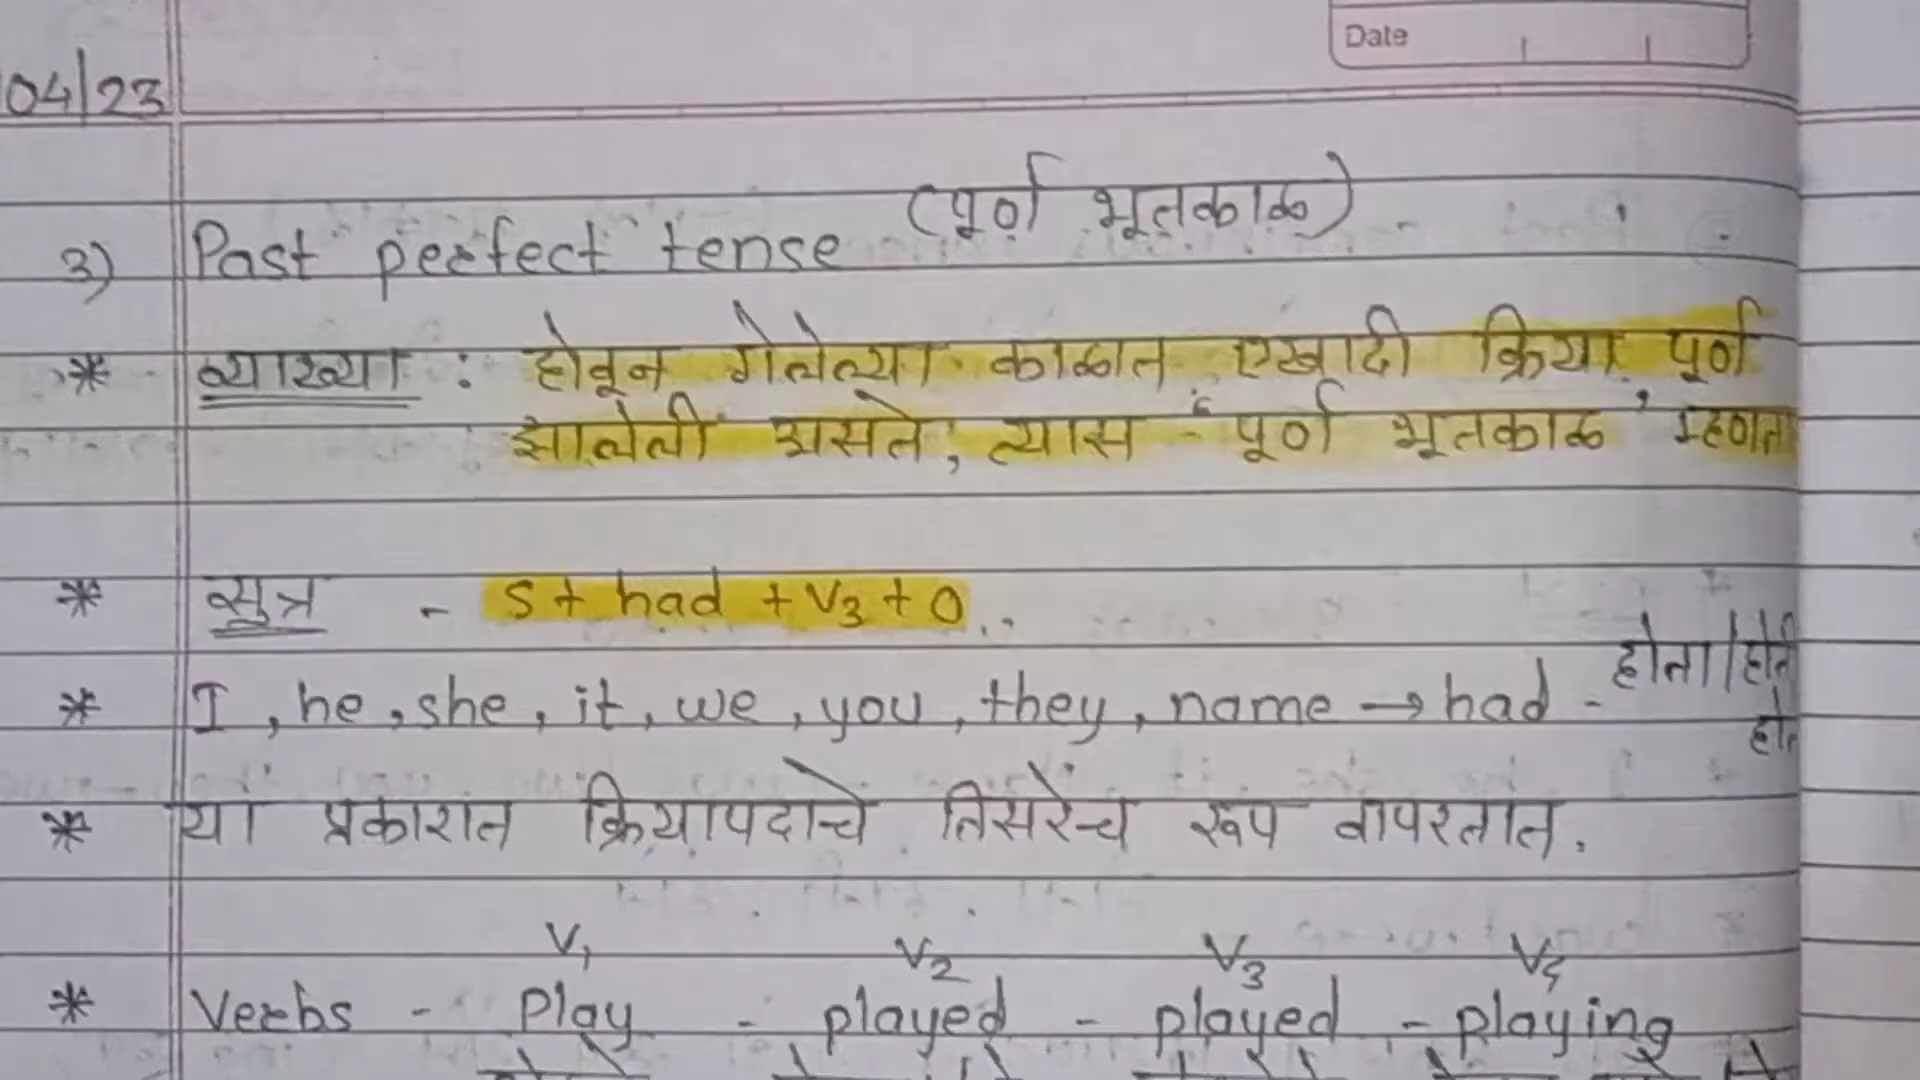 Date
04/23
(पूर्ण भूतकाळ)
3) Past perfect tense
* व्याख्या : होवून गेलेल्या काळात एखादी क्रिया पूर्ण
झालेली असते, त्यास 'पूर्ण भूतकाळ' म्हणतात
* सुत्र - S + had + V3 + O
होता/होती
* I, he, she, it, we, you, they, name → had -
* या प्रकारात क्रियापदाचे तिसरेच रूप वापरतात.
V1 V2 V3 V4
* Verbs - Play - played - played - playing